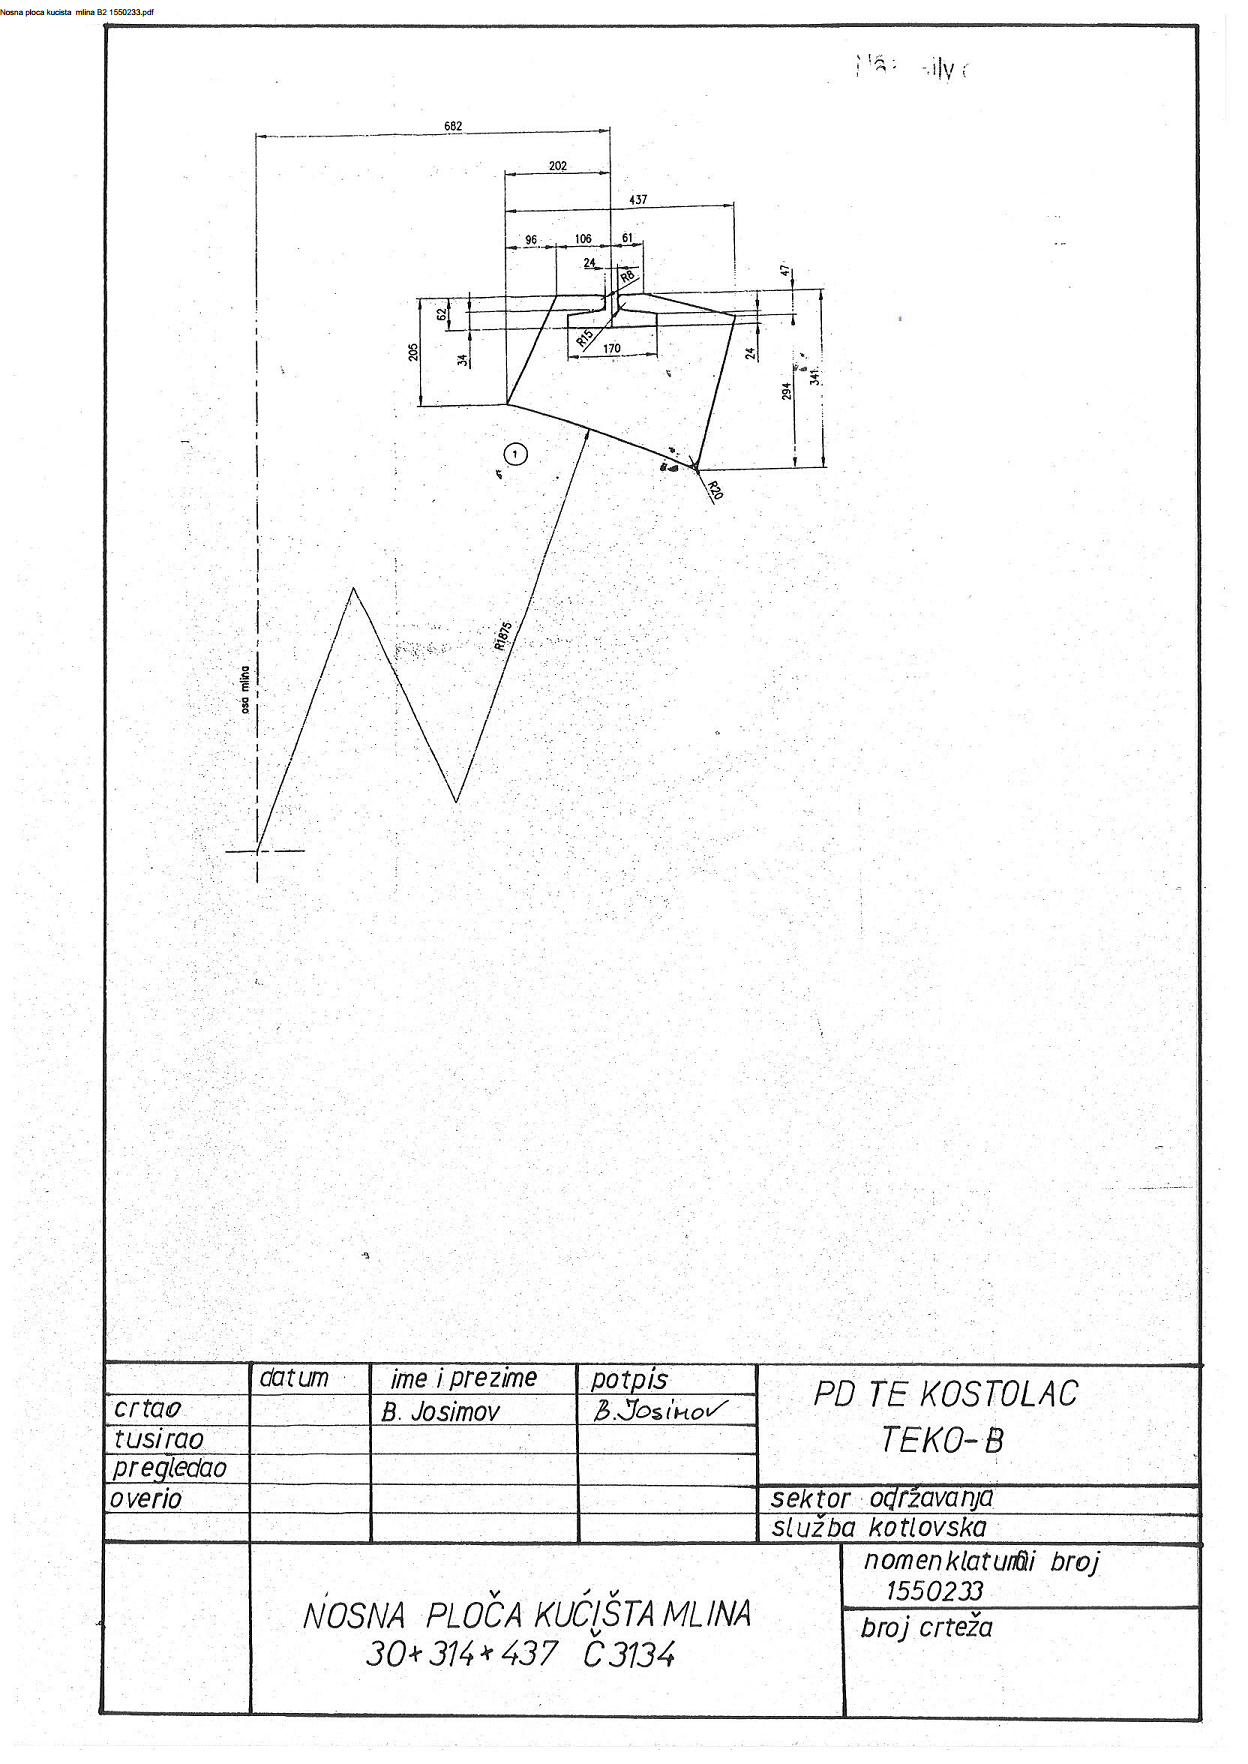 Nosna ploca kucista mlina B2 1550233.pdf
682
202
437
96 106 61
24
R8
47
62
205
34
R15
170
24
294
341
1
R20
R1875
osa mlina
datum ime i prezime potpis
crtao B. Josimov B. Josimov
tusirao
pregledao
overio
PD TE KOSTOLAC
TEKO-B
sektor održavanja
služba kotlovska
NOSNA PLOČA KUĆIŠTA MLINA
30*314*437 Č3134
nomenklaturni broj
1550233
broj crteža